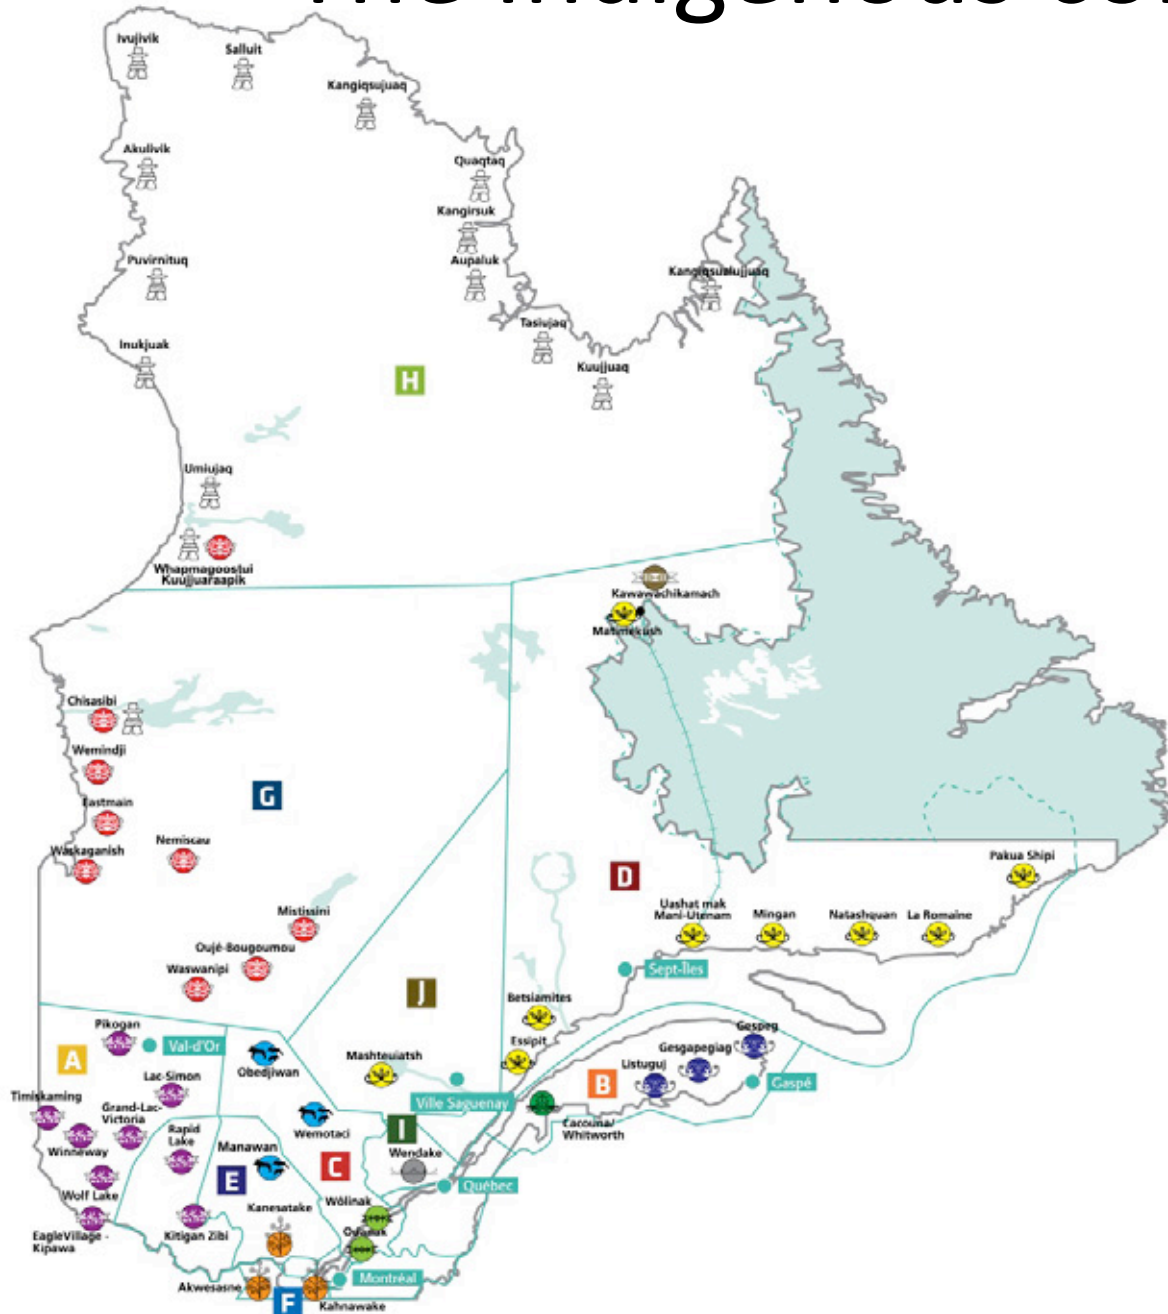 The Indigenous co
Ivujivik
Salluit
Kangiqsujuaq
Akulivik
Quaqtaq
Kangirsuk
Puvirnituq
Aupaluk
Kangiqsualujjuaq
Tasiujaq
Inukjuak
Kuujjuaq
H
Umiujaq
Whapmagoostui
Kuujjuaraapik
Kawawachikamach
Matimekush
Chisasibi
Wemindji
Eastmain
G
Nemiscau
Waskaganish
D
Pakua Shipi
Uashat mak
Mani-Utenam
Mingan
Natashquan
La Romaine
Mistissini
Oujé-Bougoumou
Waswanipi
Sept-Îles
J
Betsiamites
Pikogan
Val-d'Or
A
Obedjiwan
Mashteuiatsh
Essipit
Gespeg
Gesgapegiag
Listuguj
B
Gaspé
Lac-Simon
Timiskaming
Grand-Lac-
Victoria
Ville Saguenay
Cacouna/
Whitworth
Rapid
Lake
Wemotaci
I
Winneway
Manawan
Wendake
E
C
Wolf Lake
Québec
Kanesatake
Wôlinak
EagleVillage -
Kipawa
Kitigan Zibi
Odanak
Akwesasne
Montréal
F
Kahnawake